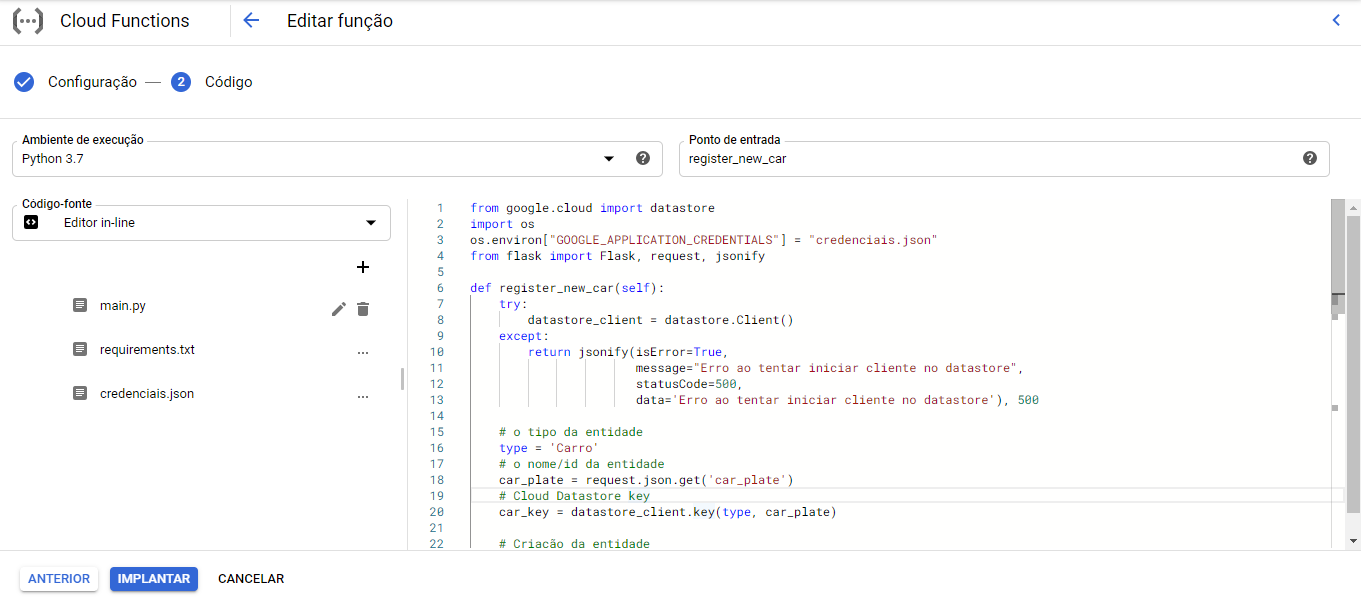 Cloud Functions
Editar função
Configuração
2
Código
Ambiente de execução
Python 3.7
Ponto de entrada
register_new_car
Código-fonte
Editor in-line
main.py
requirements.txt
credenciais.json
1 from google.cloud import datastore
2 import os
3 os.environ["GOOGLE_APPLICATION_CREDENTIALS"] = "credenciais.json"
4 from flask import Flask, request, jsonify
5
6 def register_new_car(self):
7 try:
8 datastore_client = datastore.Client()
9 except:
10 return jsonify(isError=True,
11 message="Erro ao tentar iniciar cliente no datastore",
12 statusCode=500,
13 data='Erro ao tentar iniciar cliente no datastore'), 500
14
15 # o tipo da entidade
16 type = 'Carro'
17 # o nome/id da entidade
18 car_plate = request.json.get('car_plate')
19 # Cloud Datastore key
20 car_key = datastore_client.key(type, car_plate)
21
22 # Criação da entidade
ANTERIOR
IMPLANTAR
CANCELAR